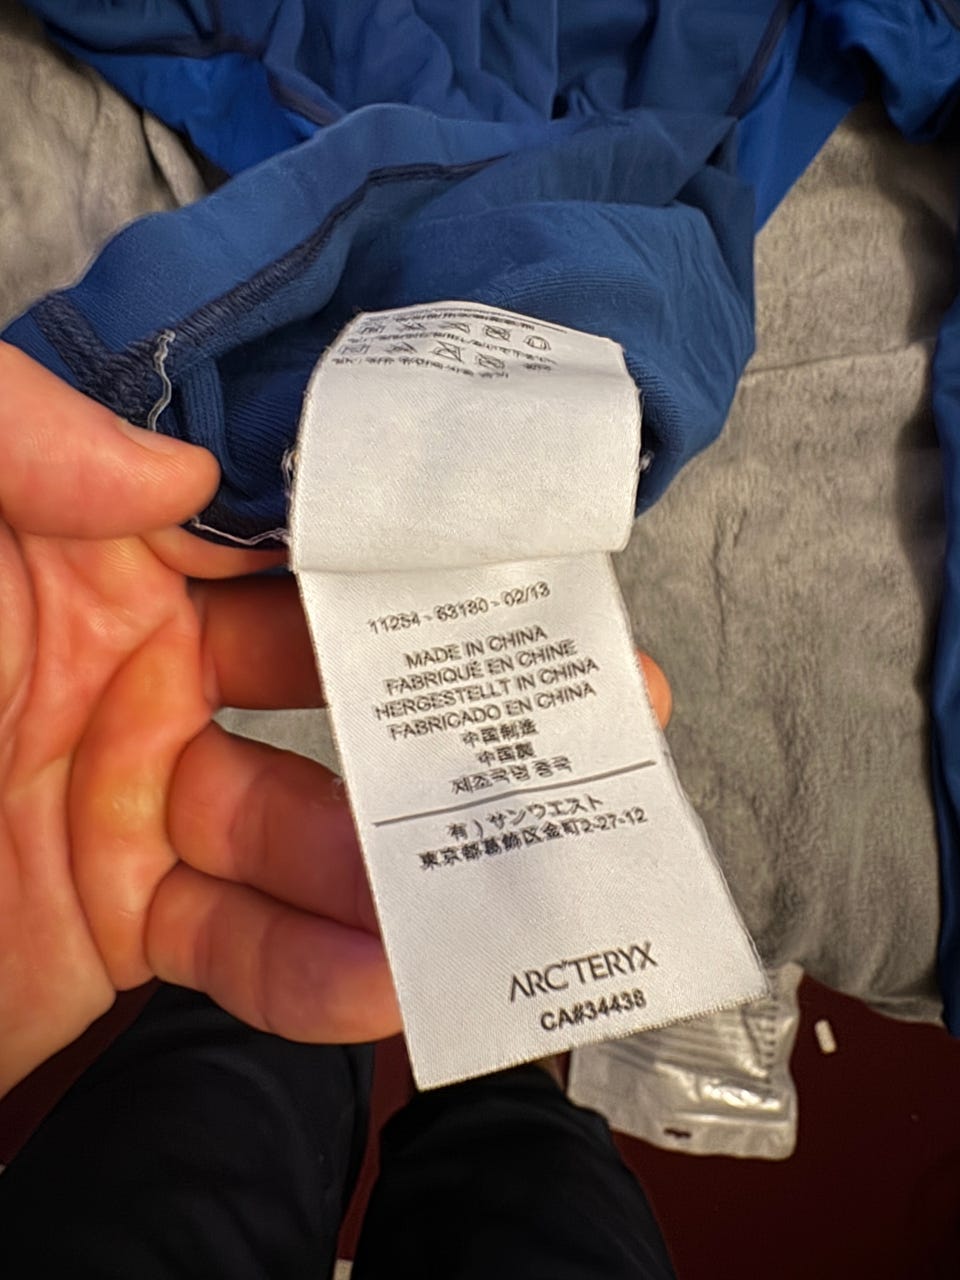 11254 - 63180 - 02/13
MADE IN CHINA
FABRIQUÉ EN CHINE
HERGESTELLT IN CHINA
FABRICADO EN CHINA
中国制造
中国製
제조국명 중국
有）サンウエスト
東京都葛飾区金町2-27-12
ARC'TERYX
CA#34438